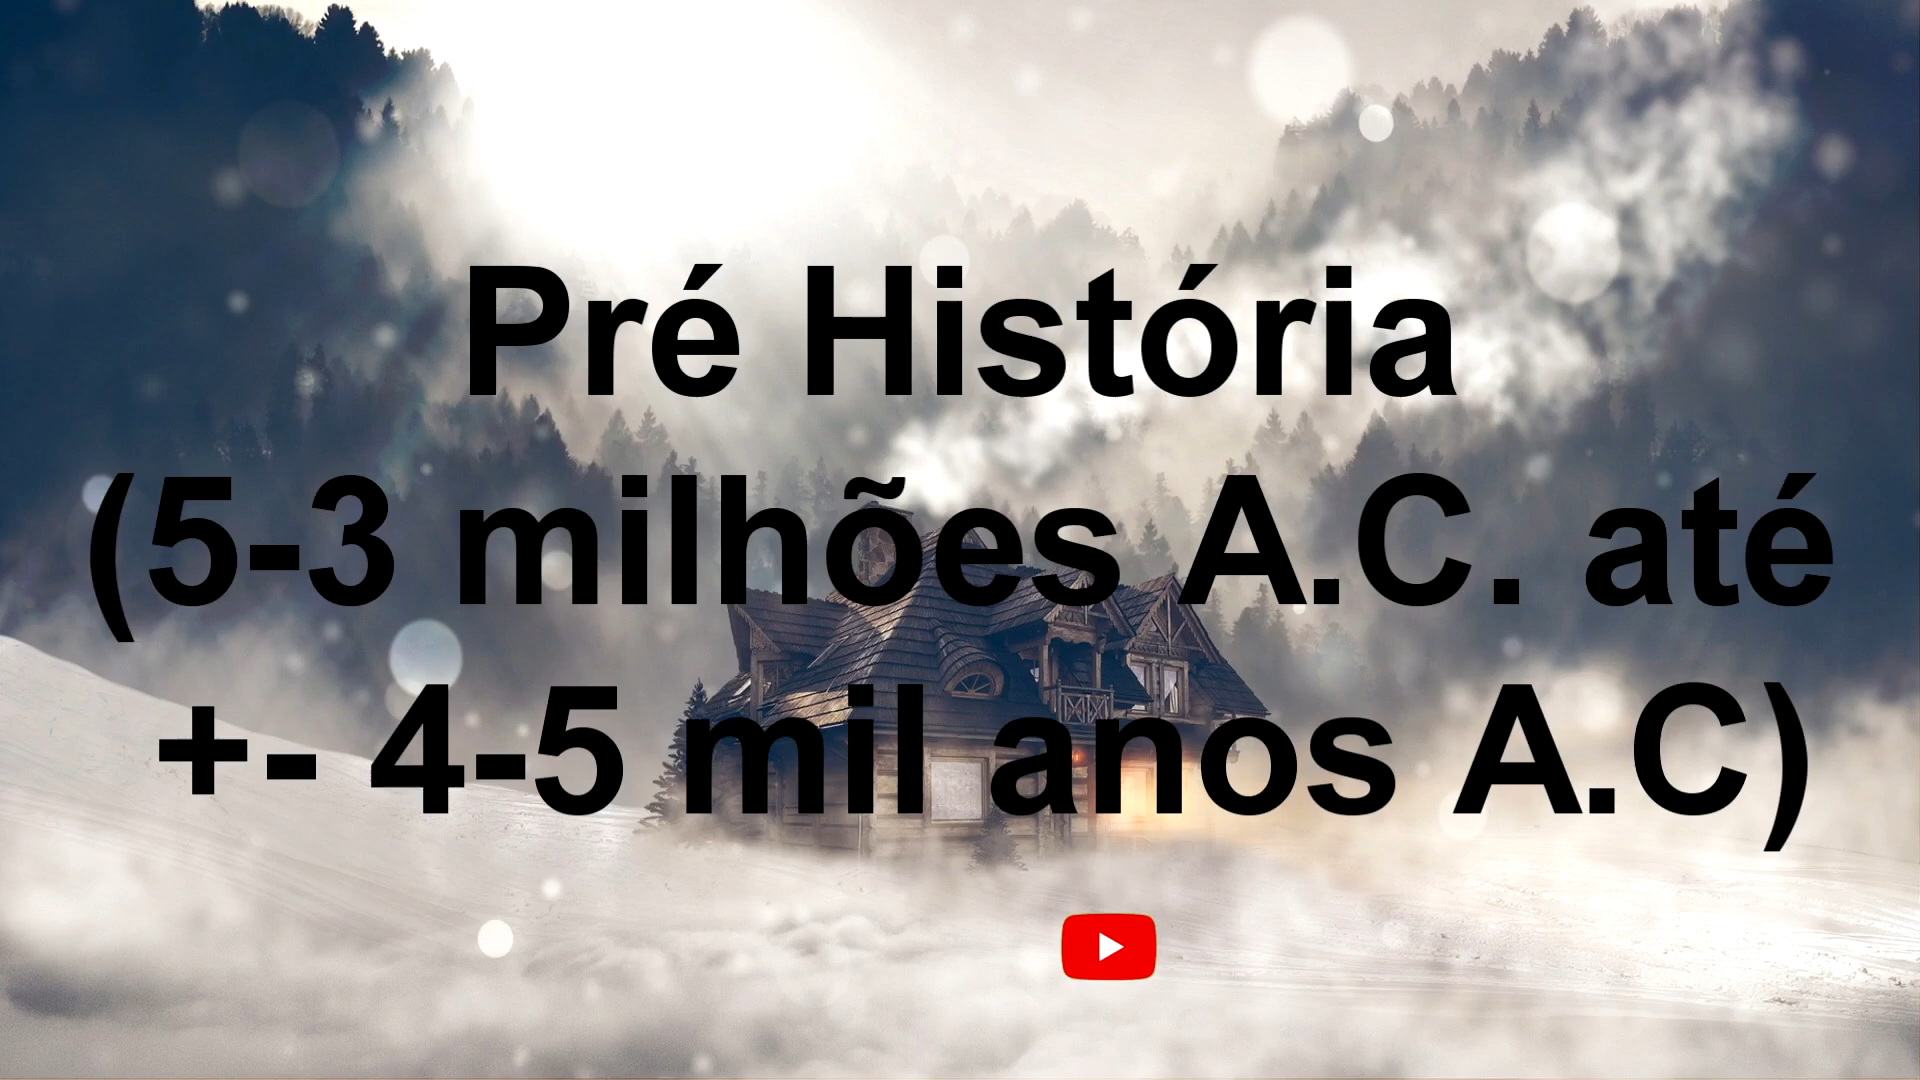 Pré História
(5-3 milhões A.C. até
+- 4-5 mil anos A.C)